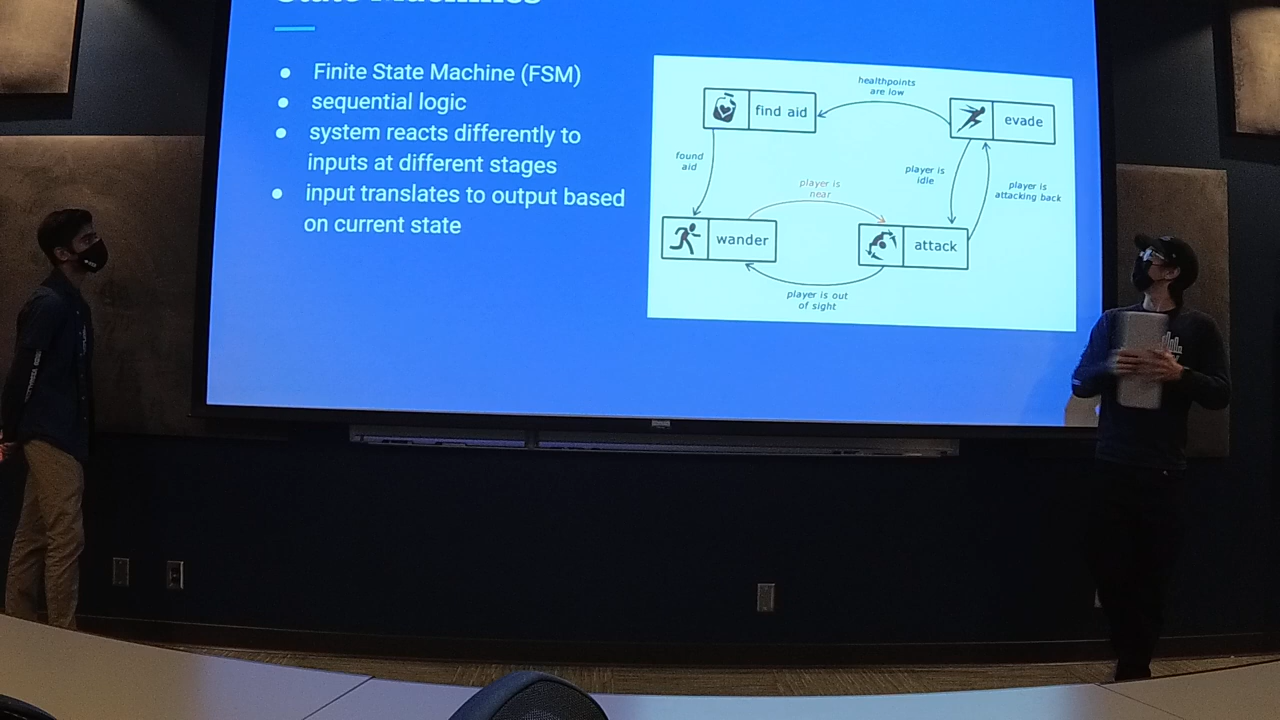 State Machines
Finite State Machine (FSM)
sequential logic
system reacts differently to
inputs at different stages
input translates to output based
on current state
healthpoints
are low
find aid
evade
found
aid
player is
idle
player is
near
player is
attacking back
wander
attack
player is out
of sight